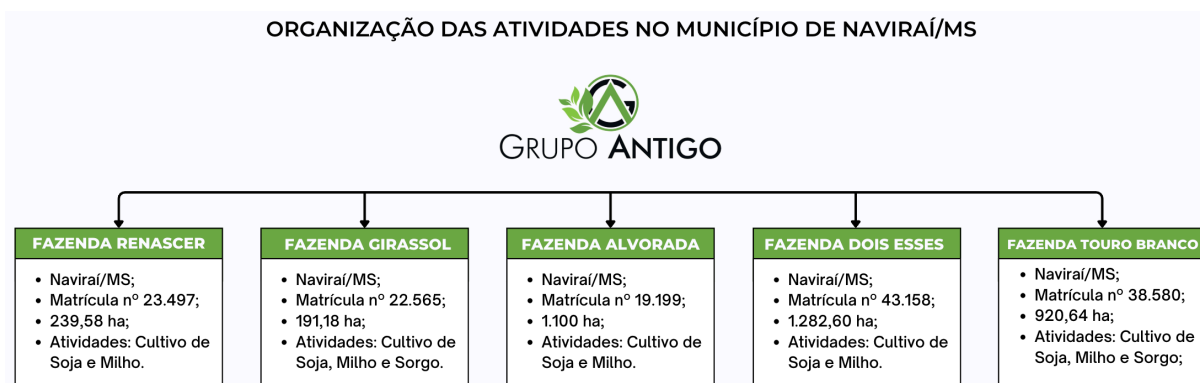 ORGANIZAÇÃO DAS ATIVIDADES NO MUNICÍPIO DE NAVIRAÍ/MS
GRUPO ANTIGO
FAZENDA RENASCER
• Naviraí/MS;
• Matrícula nº 23.497;
• 239,58 ha;
• Atividades: Cultivo de
Soja e Milho.
FAZENDA GIRASSOL
• Naviraí/MS;
• Matrícula nº 22.565;
• 191,18 ha;
• Atividades: Cultivo de
Soja, Milho e Sorgo.
FAZENDA ALVORADA
• Naviraí/MS;
• Matrícula nº 19.199;
• 1.100 ha;
• Atividades: Cultivo de
Soja e Milho.
FAZENDA DOIS ESSES
• Naviraí/MS;
• Matrícula nº 43.158;
• 1.282,60 ha;
• Atividades: Cultivo de
Soja e Milho.
FAZENDA TOURO BRANCO
• Naviraí/MS;
• Matrícula nº 38.580;
• 920,64 ha;
• Atividades: Cultivo de
Soja, Milho e Sorgo;